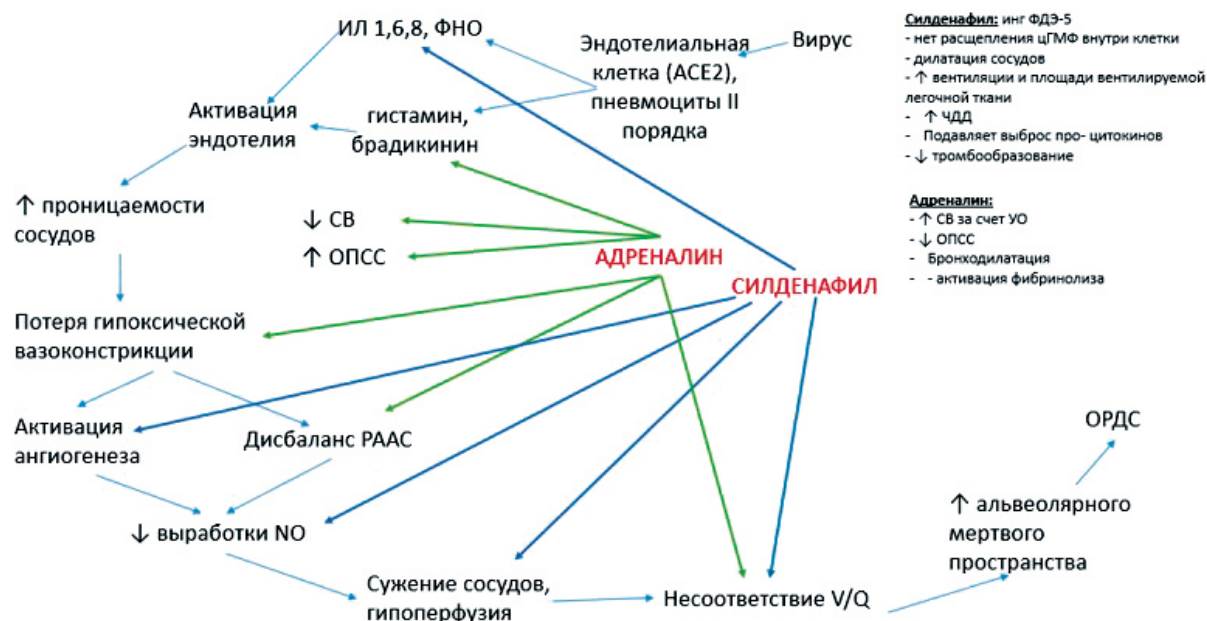 ИЛ 1,6,8, ФНО
Эндотелиальная
клетка (АСЕ2),
пневмоциты II
порядка
Вирус
Активация
эндотелия
гистамин,
брадикинин
↑ проницаемости
сосудов
↓ СВ
↑ ОПСС
АДРЕНАЛИН
СИЛДЕНАФИЛ
Потеря гипоксической
вазоконстрикции
Активация
ангиогенеза
Дисбаланс РААС
↓ выработки NO
Сужение сосудов,
гипоперфузия
Несоответствие V/Q
↑ альвеолярного
мертвого
пространства
ОРДС
Силденафил: инг ФДЭ-5
- нет расщепления цГМФ внутри клетки
- дилатация сосудов
- ↑ вентиляции и площади вентилируемой
легочной ткани
- ↑ ЧДД
- Подавляет выброс про- цитокинов
- ↓ тромбообразование
Адреналин:
- ↑ СВ за счет УО
- ↓ ОПСС
- Бронходилатация
- - активация фибринолиза